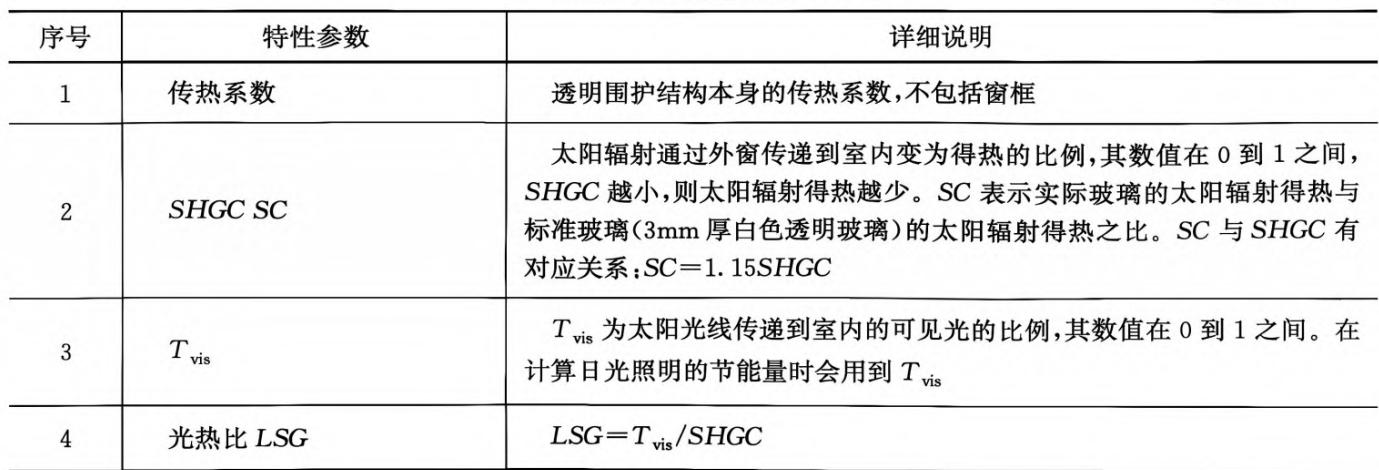 序号 特性参数 详细说明
1 传热系数 透明围护结构本身的传热系数,不包括窗框
太阳辐射通过外窗传递到室内变为得热的比例,其数值在 0 到 1 之间,
2 SHGC SC SHGC 越小,则太阳辐射得热越少。SC 表示实际玻璃的太阳辐射得热与
标准玻璃(3mm 厚白色透明玻璃)的太阳辐射得热之比。SC 与 SHGC 有
对应关系:SC=1.15SHGC
3 T vis T vis 为太阳光线传递到室内的可见光的比例,其数值在 0 到 1 之间。在
计算日光照明的节能量时会用到 T vis
4 光热比 LSG LSG=T vis/SHGC